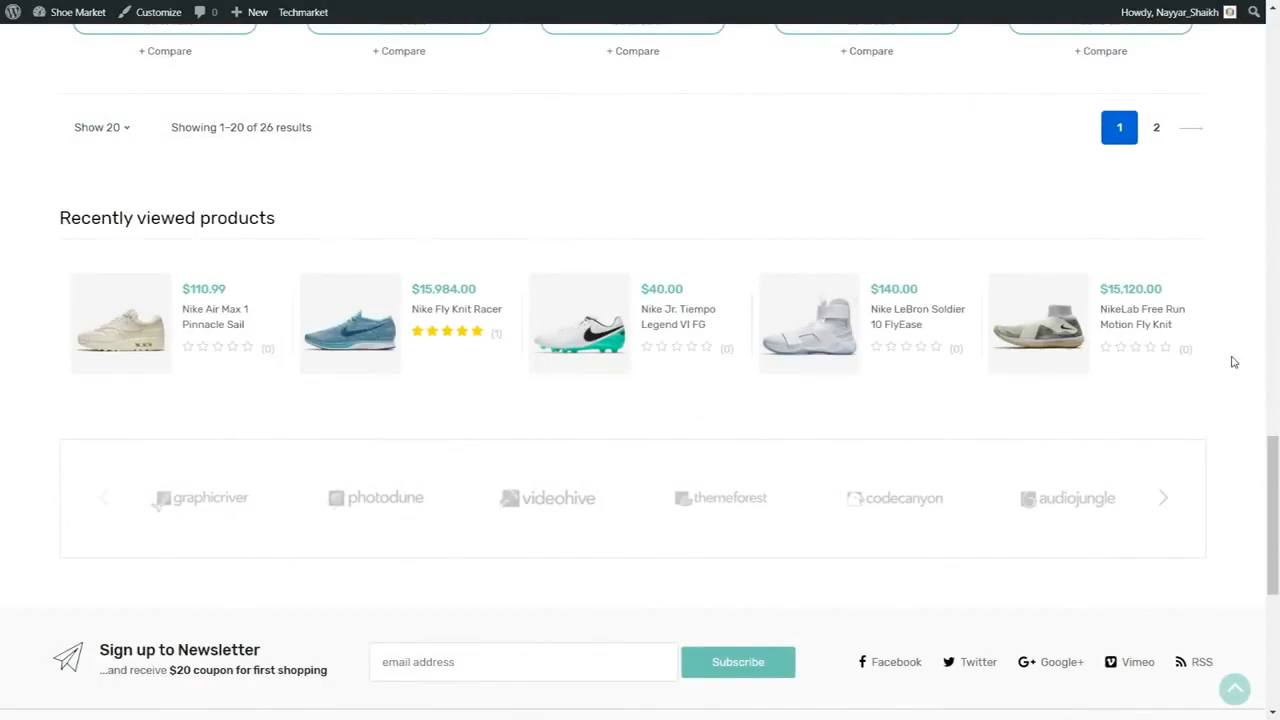 Shoe Market Customize 0 New Techmarket Howdy, Nayyar_Shaikh
+ Compare + Compare + Compare + Compare + Compare
Show 20 Showing 1–20 of 26 results 1 2
Recently viewed products
$110.99
Nike Air Max 1
Pinnacle Sail
(0)
$15,984.00
Nike Fly Knit Racer
(1)
$40.00
Nike Jr. Tiempo
Legend VI FG
(0)
$140.00
Nike LeBron Soldier
10 FlyEase
(0)
$15,120.00
NikeLab Free Run
Motion Fly Knit
(0)
graphicriver photodune videohive themeforest codecanyon audiojungle
Sign up to Newsletter
...and receive $20 coupon for first shopping
email address Subscribe
Facebook Twitter Google+ Vimeo RSS